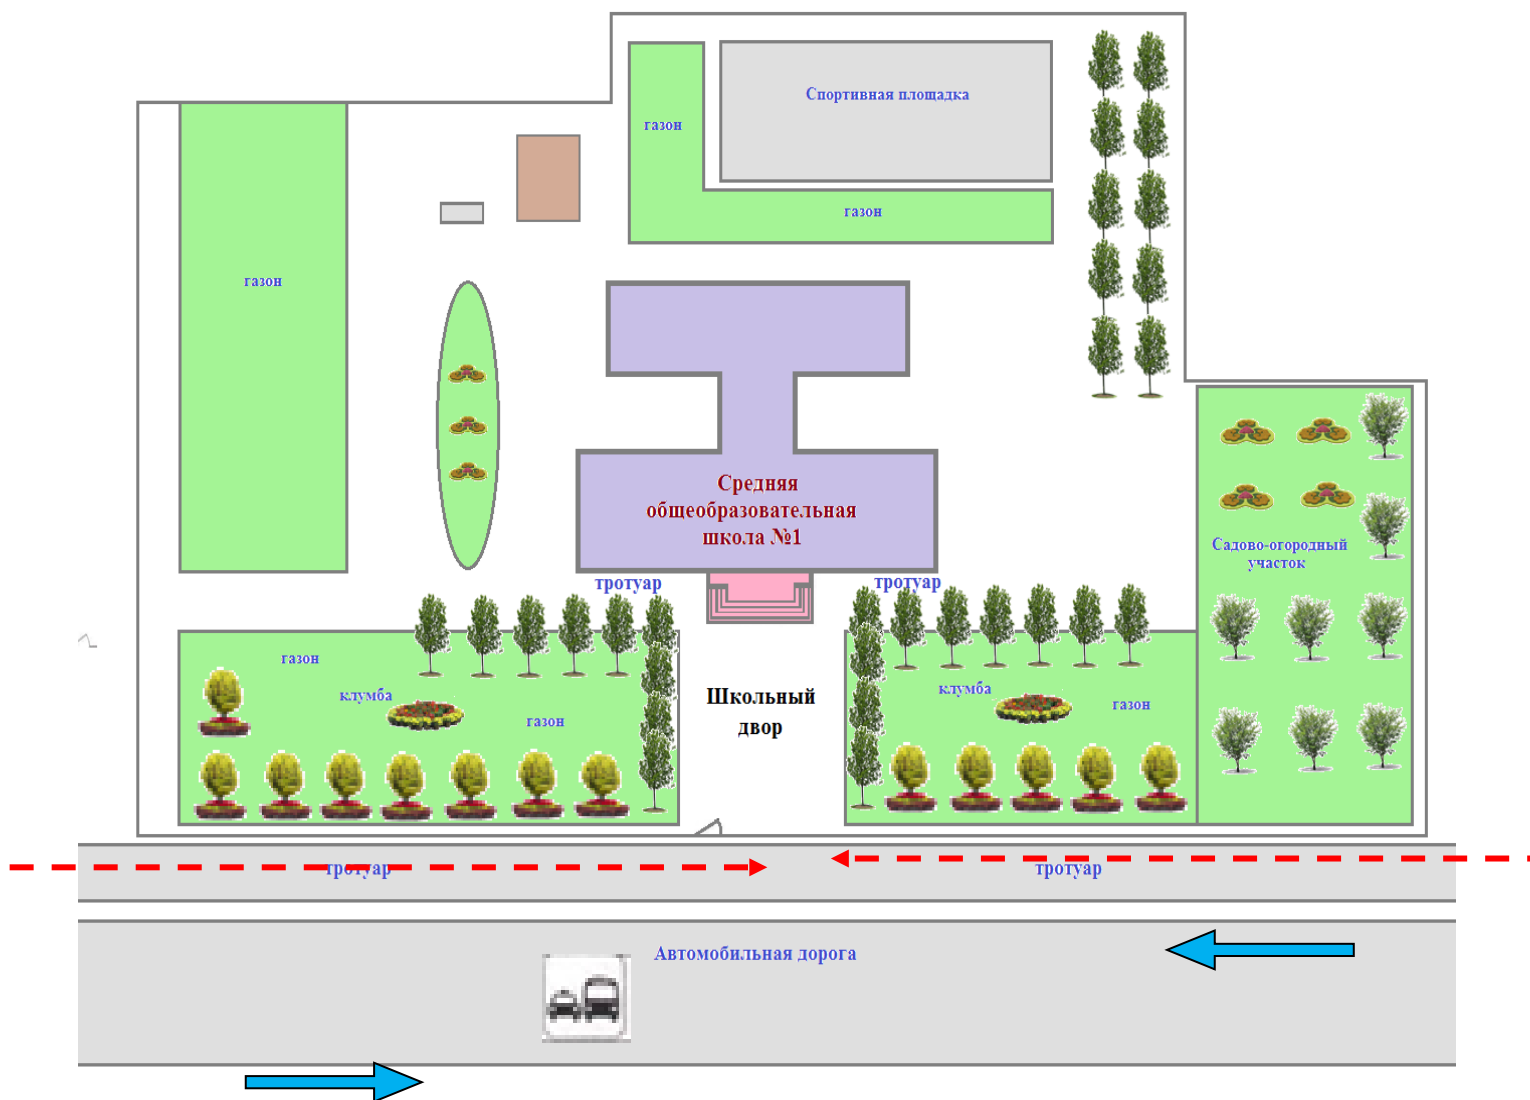 Спортивная площадка
газон
газон
газон
Средняя
общеобразовательная
школа №1
Садово-огородный
участок
тротуар
тротуар
газон
клумба
газон
Школьный
двор
клумба
газон
тротуар
тротуар
Автомобильная дорога